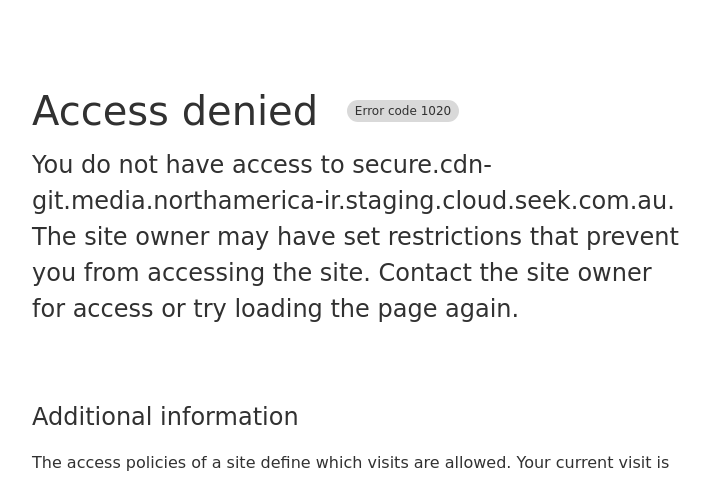 Access denied Error code 1020
You do not have access to secure.cdn-
git.media.northamerica-ir.staging.cloud.seek.com.au.
The site owner may have set restrictions that prevent
you from accessing the site. Contact the site owner
for access or try loading the page again.
Additional information
The access policies of a site define which visits are allowed. Your current visit is